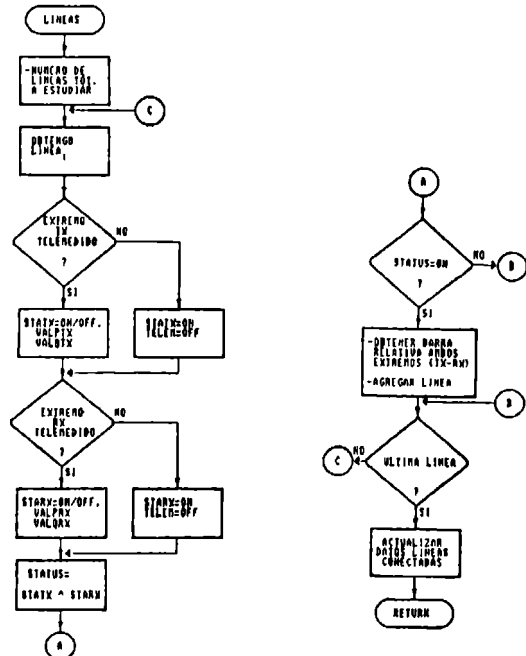 LINEAS
-NUMERO DE
LINEAS TOT.
A ESTUDIAR
C
OBTENGO
LINEA
EXTREMO
TX
TELEMEDIDO
?
NO
SI
STATX=ON/OFF.
VALPTX
VALQTX
STATX=ON
TELEM=OFF
EXTREMO
RX
TELEMEDIDO
?
NO
SI
STARX=ON/OFF.
VALPRX
VALQRX
STARX=ON
TELEM=OFF
STATUS=
STATX ^ STARX
A
A
STATUS=ON
?
NO
B
SI
-OBTENER BARRA
RELATIVA AMBOS
EXTREMOS (TX-RX)
-AGREGAR LINEA
B
ULTIMA LINEA
?
NO
C
SI
ACTUALIZAR
DATOS LINEAS
CONECTADAS
RETURN